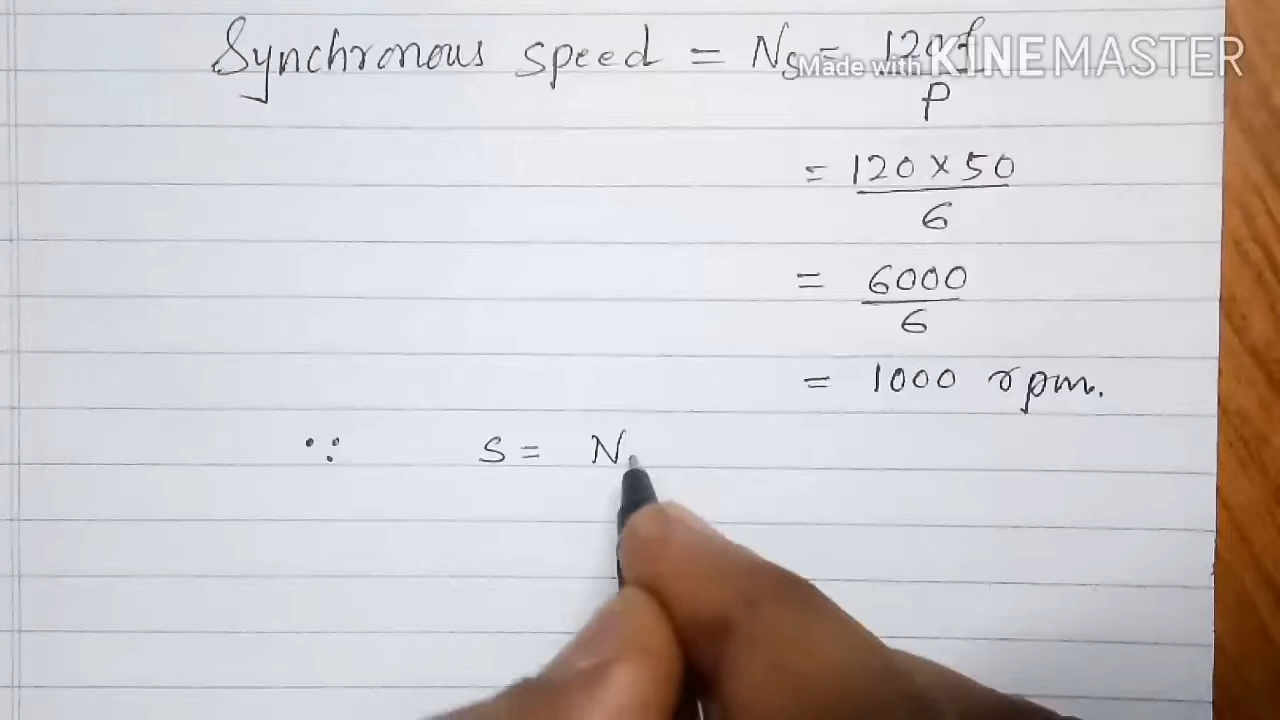 Synchronous speed = Ns = 120f
Made with KINEMASTER
P
= 120 × 50
6
= 6000
6
= 1000 rpm.
∵ s = N